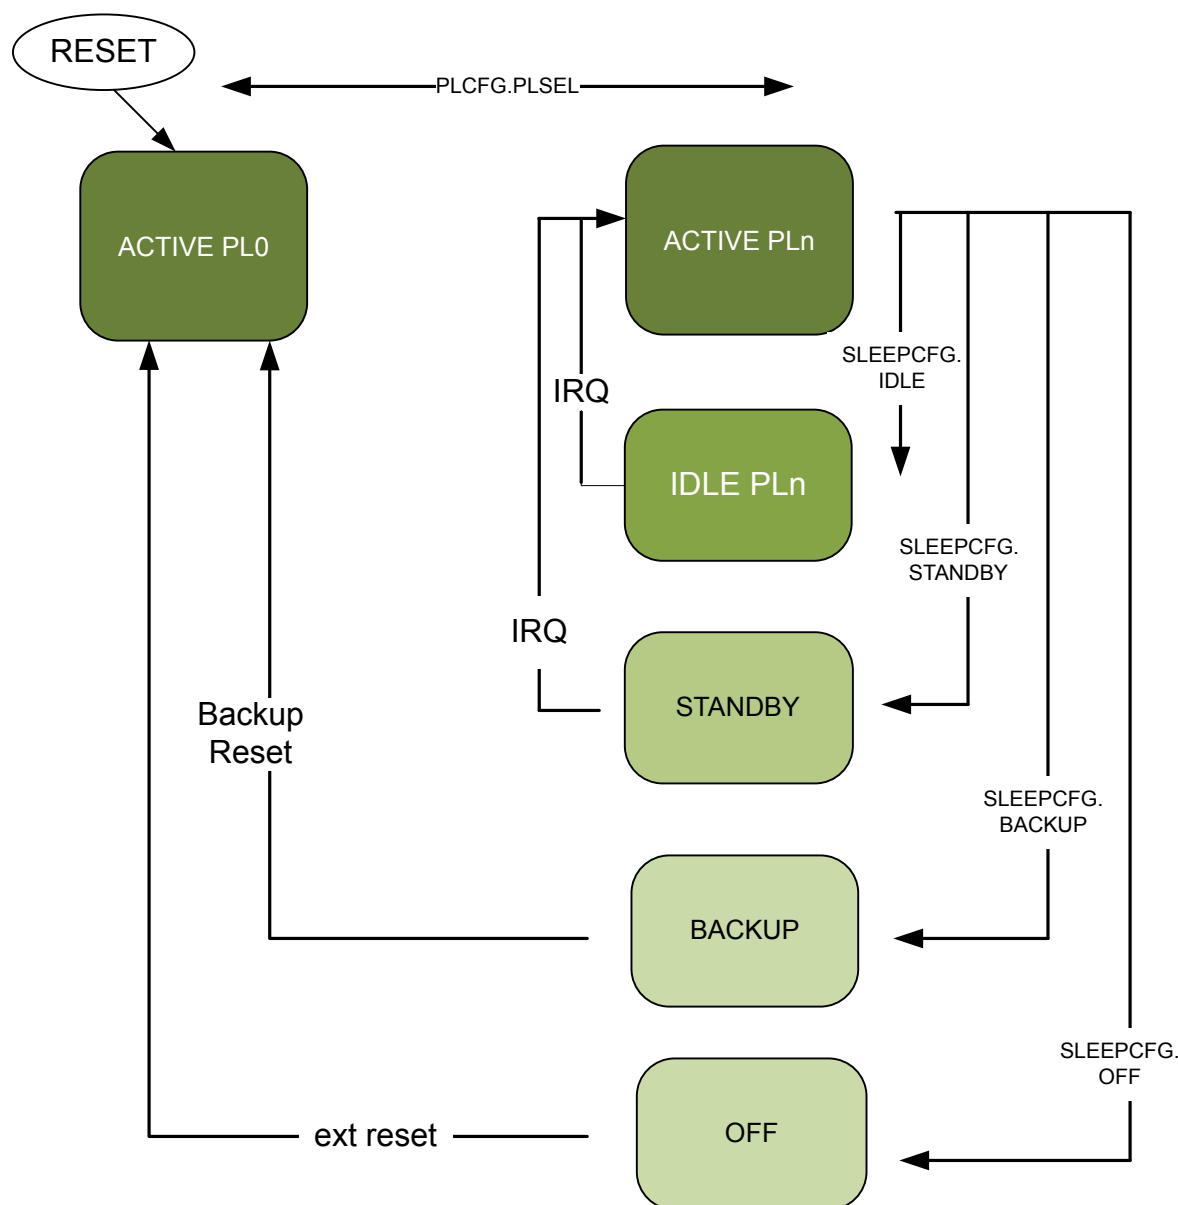 RESET
PLCFG.PLSEL
ACTIVE PL0
ACTIVE PLn
SLEEPCFG.
IDLE
IRQ
IDLE PLn
SLEEPCFG.
STANDBY
IRQ
STANDBY
Backup
Reset
SLEEPCFG.
BACKUP
BACKUP
SLEEPCFG.
OFF
ext reset
OFF